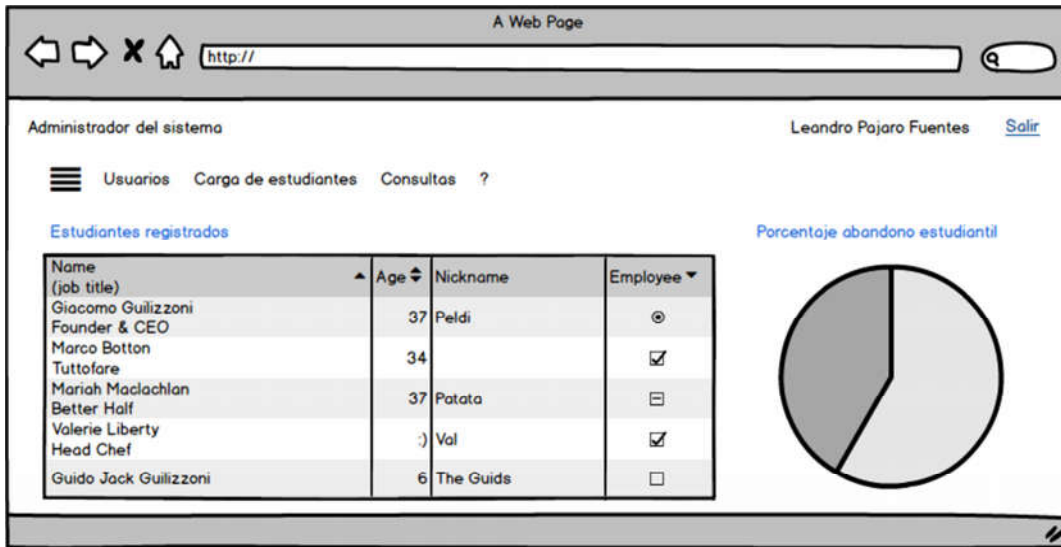 A Web Page
http://
Administrador del sistema
Leandro Pajaro Fuentes Salir
Usuarios Carga de estudiantes Consultas ?
Estudiantes registrados
Porcentaje abandono estudiantil
Name
(job title)
Age Nickname Employee
Giacomo Guilizzoni
Founder & CEO
37 Peldi
Marco Botton
Tuttofare
34
Mariah Maclachlan
Better Half
37 Patata
Valerie Liberty
Head Chef
:) Val
Guido Jack Guilizzoni
6 The Guids